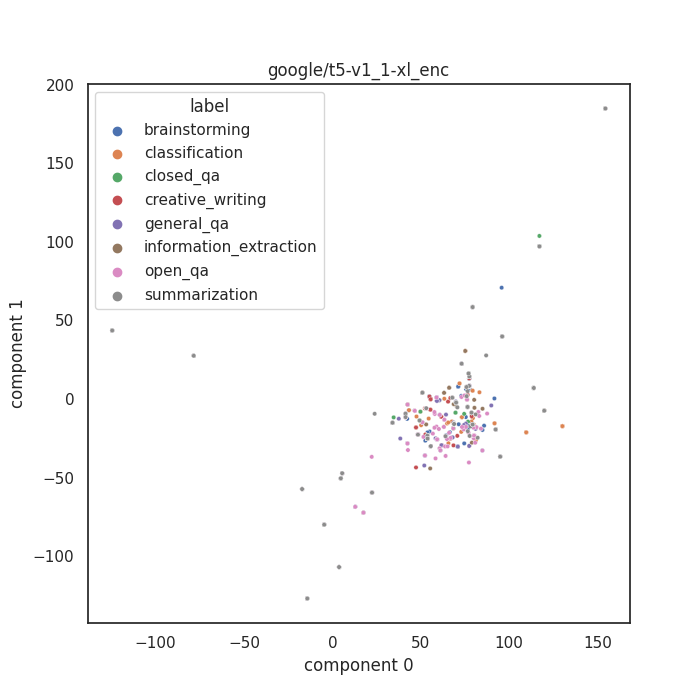 google/t5-v1_1-xl_enc
200
150
100
50
0
−50
−100
label
brainstorming
classification
closed_qa
creative_writing
general_qa
information_extraction
open_qa
summarization
component 1
−100
−50
0
50
100
150
component 0